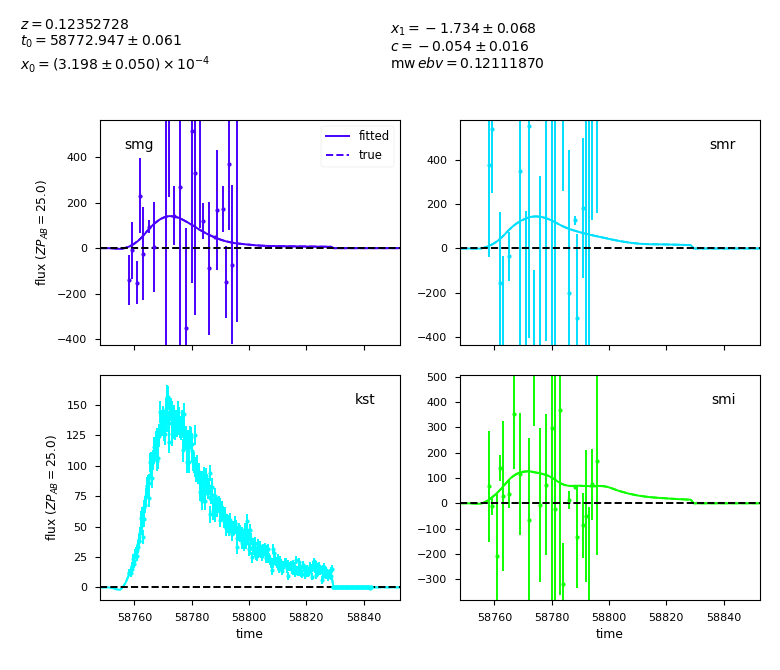 z = 0.12352728
t₀ = 58772.947 ± 0.061
x₀ = (3.198 ± 0.050) × 10⁻⁴
x₁ = −1.734 ± 0.068
c = −0.054 ± 0.016
mw ebv = 0.12111870
smg
fitted
true
400
200
0
−200
−400
flux (ZP_AB = 25.0)
smr
400
200
0
−200
−400
kst
150
125
100
75
50
25
0
flux (ZP_AB = 25.0)
58760 58780 58800 58820 58840
time
smi
500
400
300
200
100
0
−100
−200
−300
58760 58780 58800 58820 58840
time